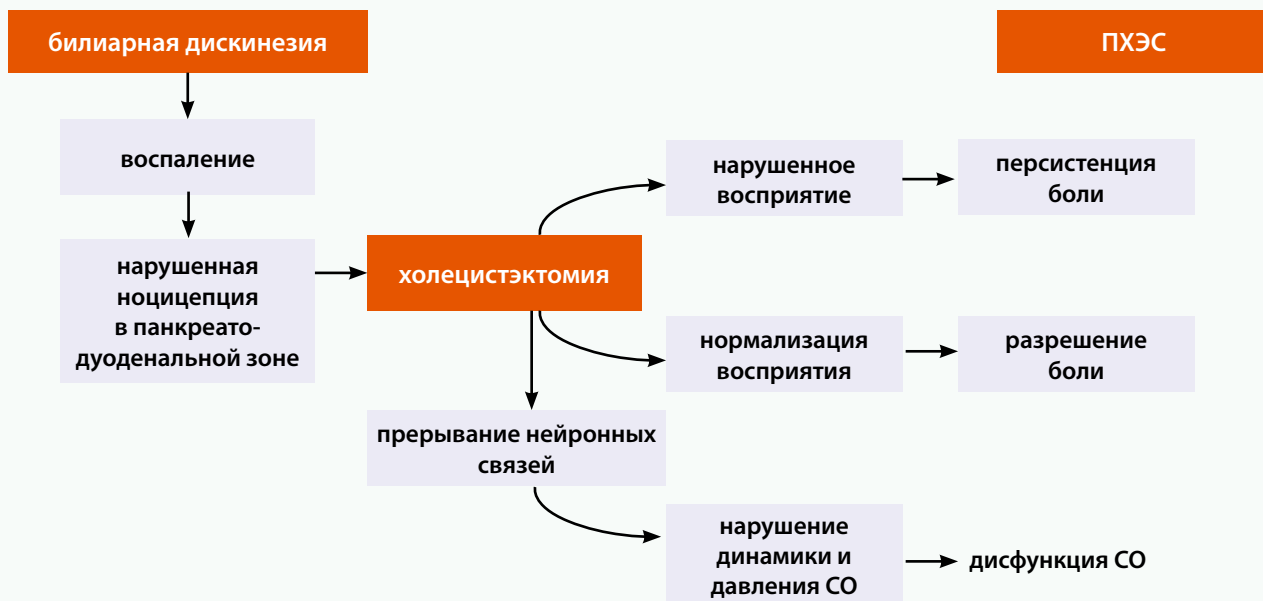 билиарная дискинезия
ПХЭС
воспаление
нарушенное
восприятие
персистенция
боли
нарушенная
ноцицепция
в панкреато-
дуоденальной зоне
холецистэктомия
нормализация
восприятия
разрешение
боли
прерывание нейронных
связей
нарушение
динамики и
давления СО
дисфункция СО